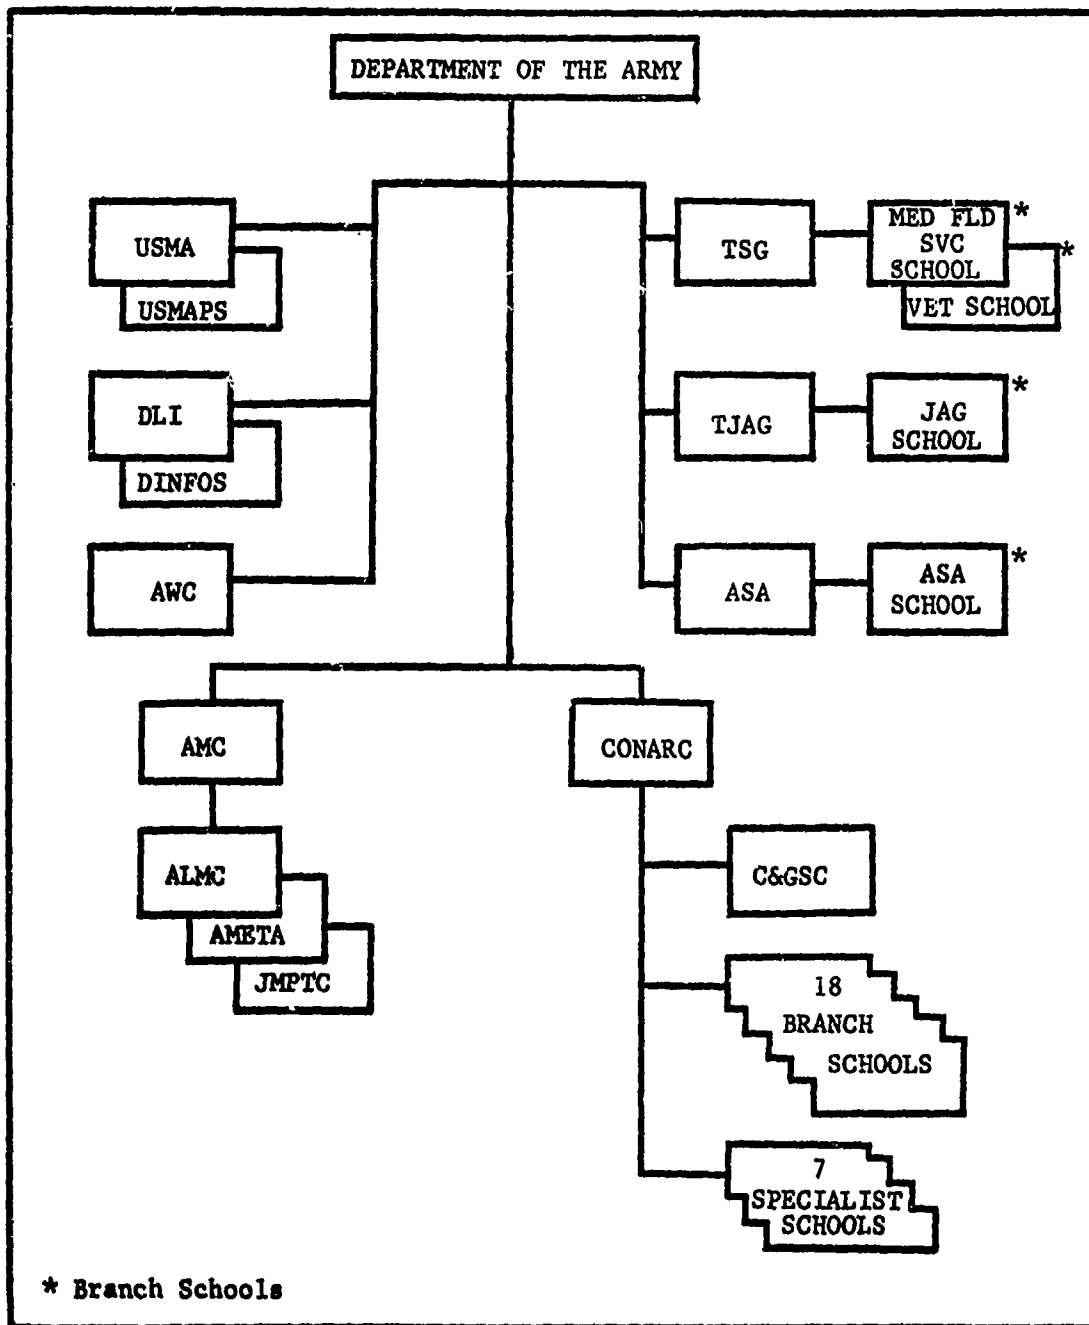 DEPARTMENT OF THE ARMY
USMA
USMAPS
DLI
DINFOS
AWC
TSG
MED FLD *
SVC *
SCHOOL
VET SCHOOL
TJAG
JAG *
SCHOOL
ASA
ASA *
SCHOOL
AMC
ALMC
AMETA
JMPTC
CONARC
C&GSC
18
BRANCH
SCHOOLS
7
SPECIALIST
SCHOOLS
* Branch Schools